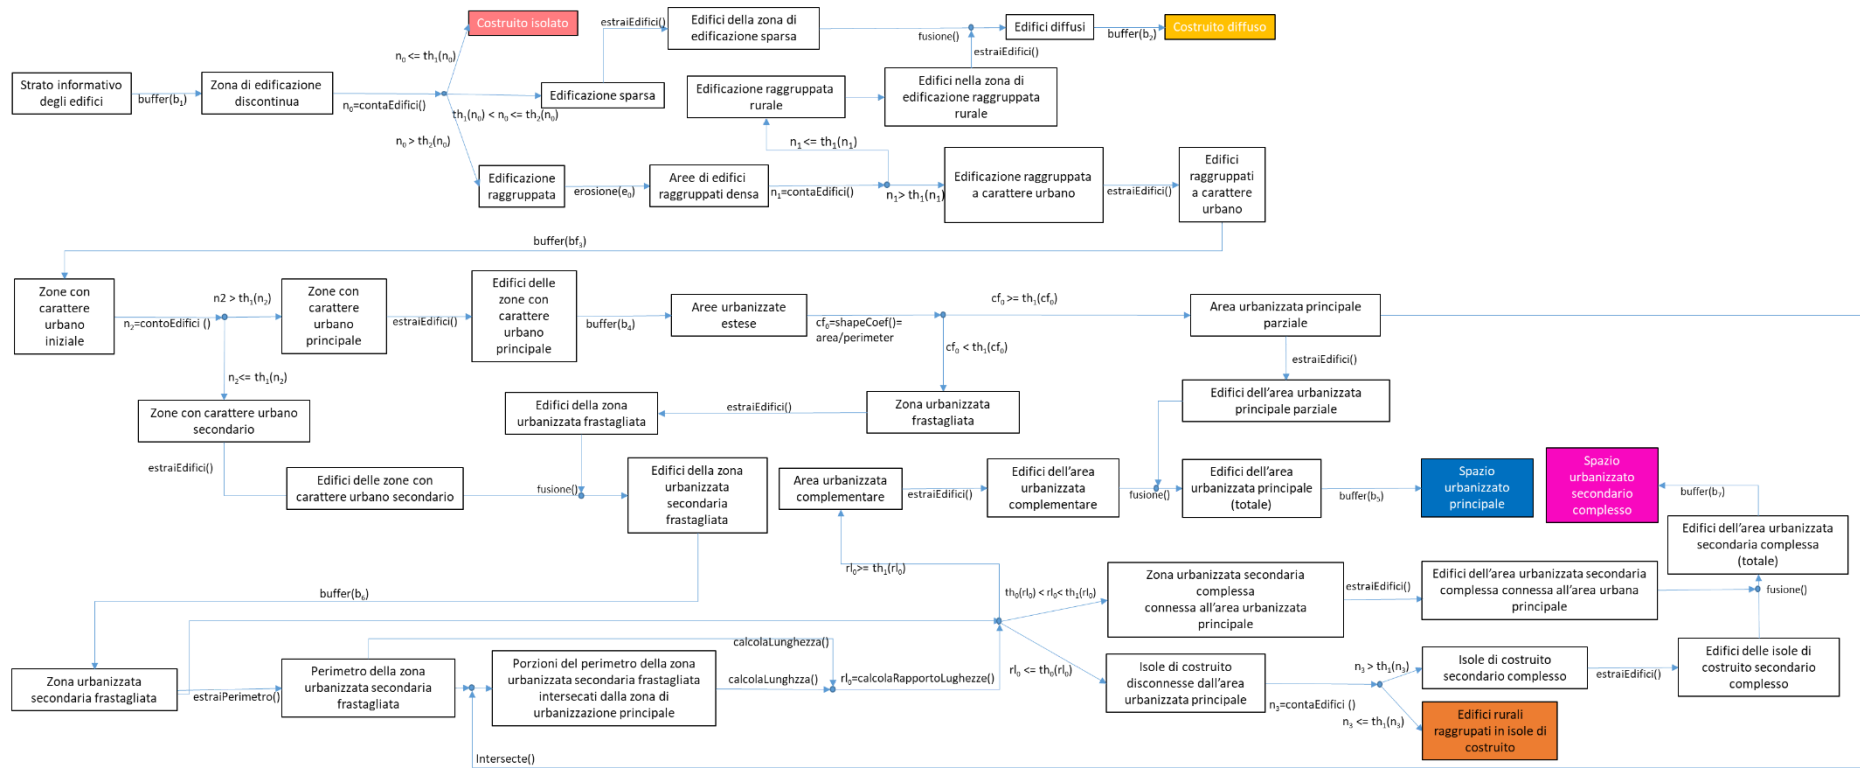 Costruito isolato
estraiEdifici()
Edifici della zona di
edificazione sparsa
fusione()
Edifici diffusi
buffer(b2)
Costruito diffuso
n0 <= th1(n0)
estraiEdifici()
Strato informativo
degli edifici
buffer(b1)
Zona di edificazione
discontinua
n0=contaEdifici()
th1(n0) < n0 <= th2(n0)
Edificazione sparsa
Edificazione raggruppata
rurale
Edifici nella zona di
edificazione raggruppata
rurale
n0 > th2(n0)
n1 <= th1(n1)
Edificazione
raggruppata
erosione(e0)
Aree di edifici
raggruppati densa
n1=contaEdifici()
n1> th1(n1)
Edificazione raggruppata
a carattere urbano
estraiEdifici()
Edifici
raggruppati
a carattere
urbano
buffer(bf3)
Zone con
carattere
urbano
iniziale
n2=contoEdifici ()
n2 > th1(n2)
Zone con
carattere
urbano
principale
estraiEdifici()
Edifici delle
zone con
carattere
urbano
principale
buffer(b4)
Aree urbanizzate
estese
cf0=shapeCoef()=
area/perimeter
cf0 >= th1(cf0)
Area urbanizzata principale
parziale
cf0 < th1(cf0)
estraiEdifici()
n2<= th1(n2)
Zone con carattere urbano
secondario
Edifici della zona
urbanizzata frastagliata
estraiEdifici()
Zona urbanizzata
frastagliata
Edifici dell'area urbanizzata
principale parziale
estraiEdifici()
Edifici delle zone con
carattere urbano secondario
fusione()
Edifici della zona
urbanizzata
secondaria
frastagliata
Area urbanizzata
complementare
estraiEdifici()
Edifici dell'area
urbanizzata
complementare
fusione()
Edifici dell'area
urbanizzata principale
(totale)
buffer(b5)
Spazio
urbanizzato
principale
Spazio
urbanizzato
secondario
complesso
buffer(b7)
Edifici dell'area urbanizzata
secondaria complessa
(totale)
rl0>= th1(rl0)
buffer(b6)
th0(rl0) < rl0< th1(rl0)
Zona urbanizzata secondaria
complessa
connessa all'area urbanizzata
principale
estraiEdifici()
Edifici dell'area urbanizzata secondaria
complessa connessa all'area urbana
principale
fusione()
calcolaLunghezza()
Zona urbanizzata
secondaria frastagliata
estraiPerimetro()
Perimetro della zona
urbanizzata secondaria
frastagliata
Porzioni del perimetro della zona
urbanizzata secondaria frastagliata
intersecati dalla zona di
urbanizzazione principale
calcolaLunghza()
rl0=calcolaRapportoLughezze()
rl0 <= th0(rl0)
Isole di costruito
disconnesse dall'area
urbanizzata principale
n3=contaEdifici ()
n3 > th1(n3)
Isole di costruito
secondario complesso
estraiEdifici()
Edifici delle isole di
costruito secondario
complesso
n3 <= th1(n3)
Edifici rurali
raggrupati in isole di
costruito
Intersecte()